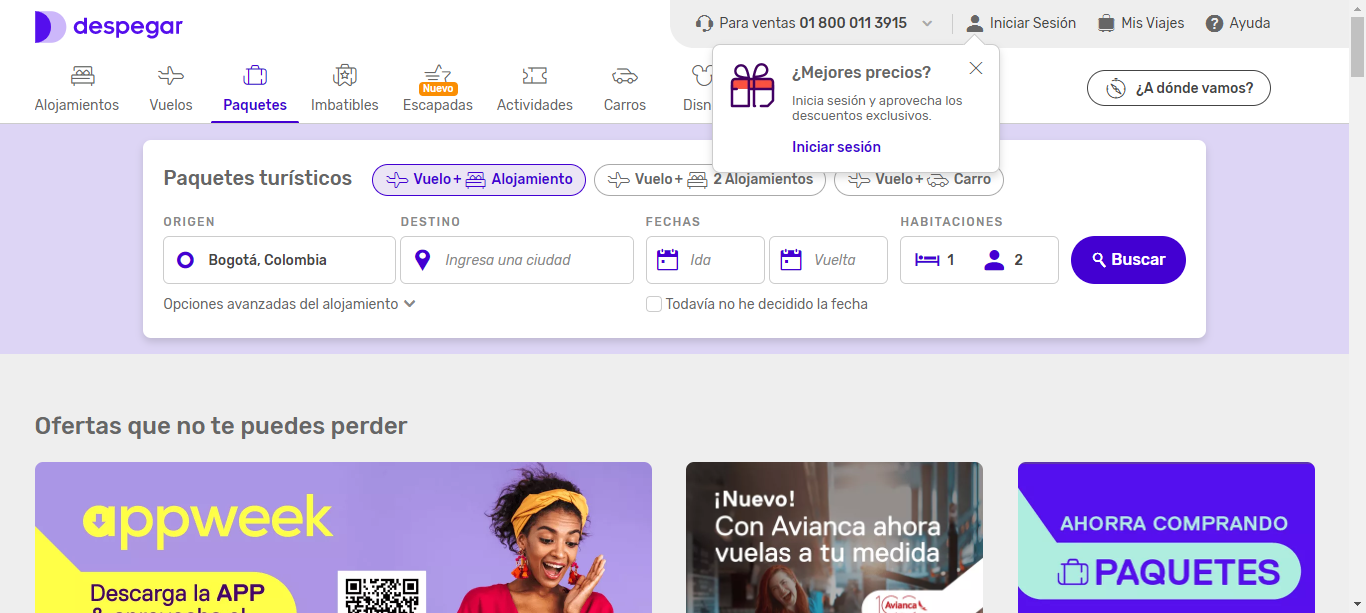 despegar
Para ventas 01 800 011 3915
Iniciar Sesión
Mis Viajes
Ayuda
Alojamientos
Vuelos
Paquetes
Imbatibles
Nuevo
Escapadas
Actividades
Carros
Disn
¿A dónde vamos?
¿Mejores precios?
Inicia sesión y aprovecha los
descuentos exclusivos.
Iniciar sesión
Paquetes turísticos
Vuelo + Alojamiento
Vuelo + 2 Alojamientos
Vuelo + Carro
ORIGEN
DESTINO
FECHAS
HABITACIONES
Bogotá, Colombia
Ingresa una ciudad
Ida
Vuelta
1
2
Buscar
Opciones avanzadas del alojamiento
Todavía no he decidido la fecha
Ofertas que no te puedes perder
appweek
Descarga la APP
& aprovecha el
¡Nuevo!
Con Avianca ahora
vuelas a tu medida
100 Avianca
AHORRA COMPRANDO
PAQUETES